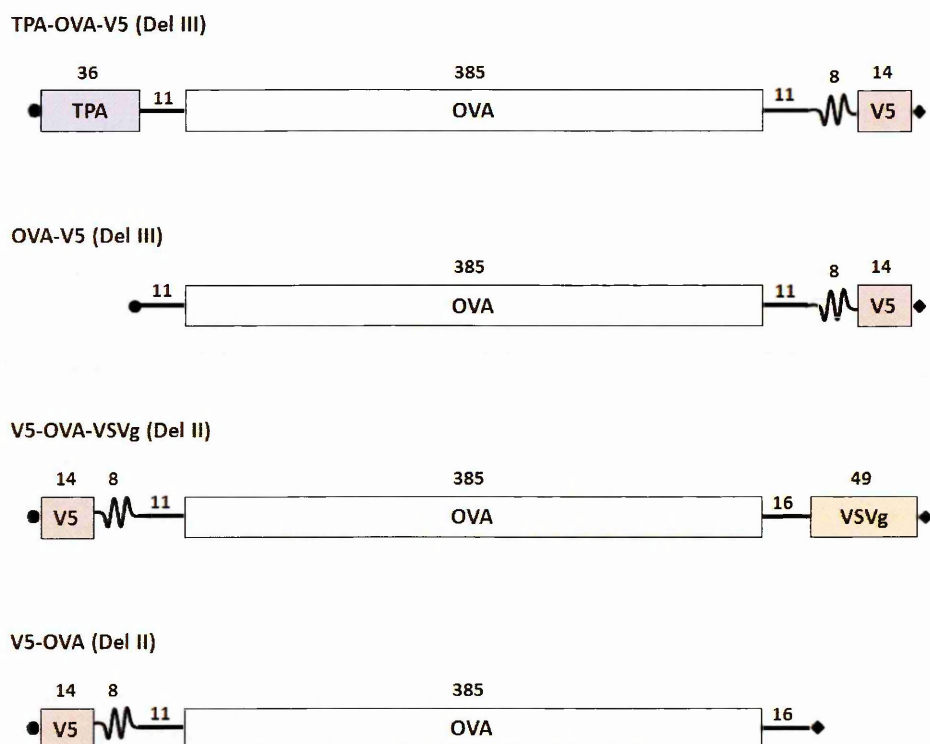 TPA-OVA-V5 (Del III)
36 385 8 14
TPA 11 OVA 11 V5
OVA-V5 (Del III)
385 8 14
11 OVA 11 V5
V5-OVA-VSVg (Del II)
14 8 385 49
V5 11 OVA 16 VSVg
V5-OVA (Del II)
14 8 385
V5 11 OVA 16